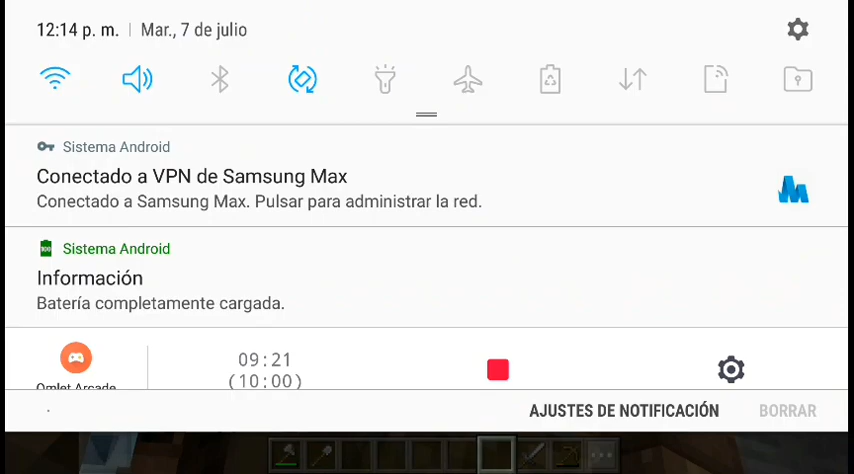 12:14 p. m. | Mar., 7 de julio
Sistema Android
Conectado a VPN de Samsung Max
Conectado a Samsung Max. Pulsar para administrar la red.
100
Sistema Android
Información
Batería completamente cargada.
09:21
(10:00)
Omlet Arcade
AJUSTES DE NOTIFICACIÓN
BORRAR